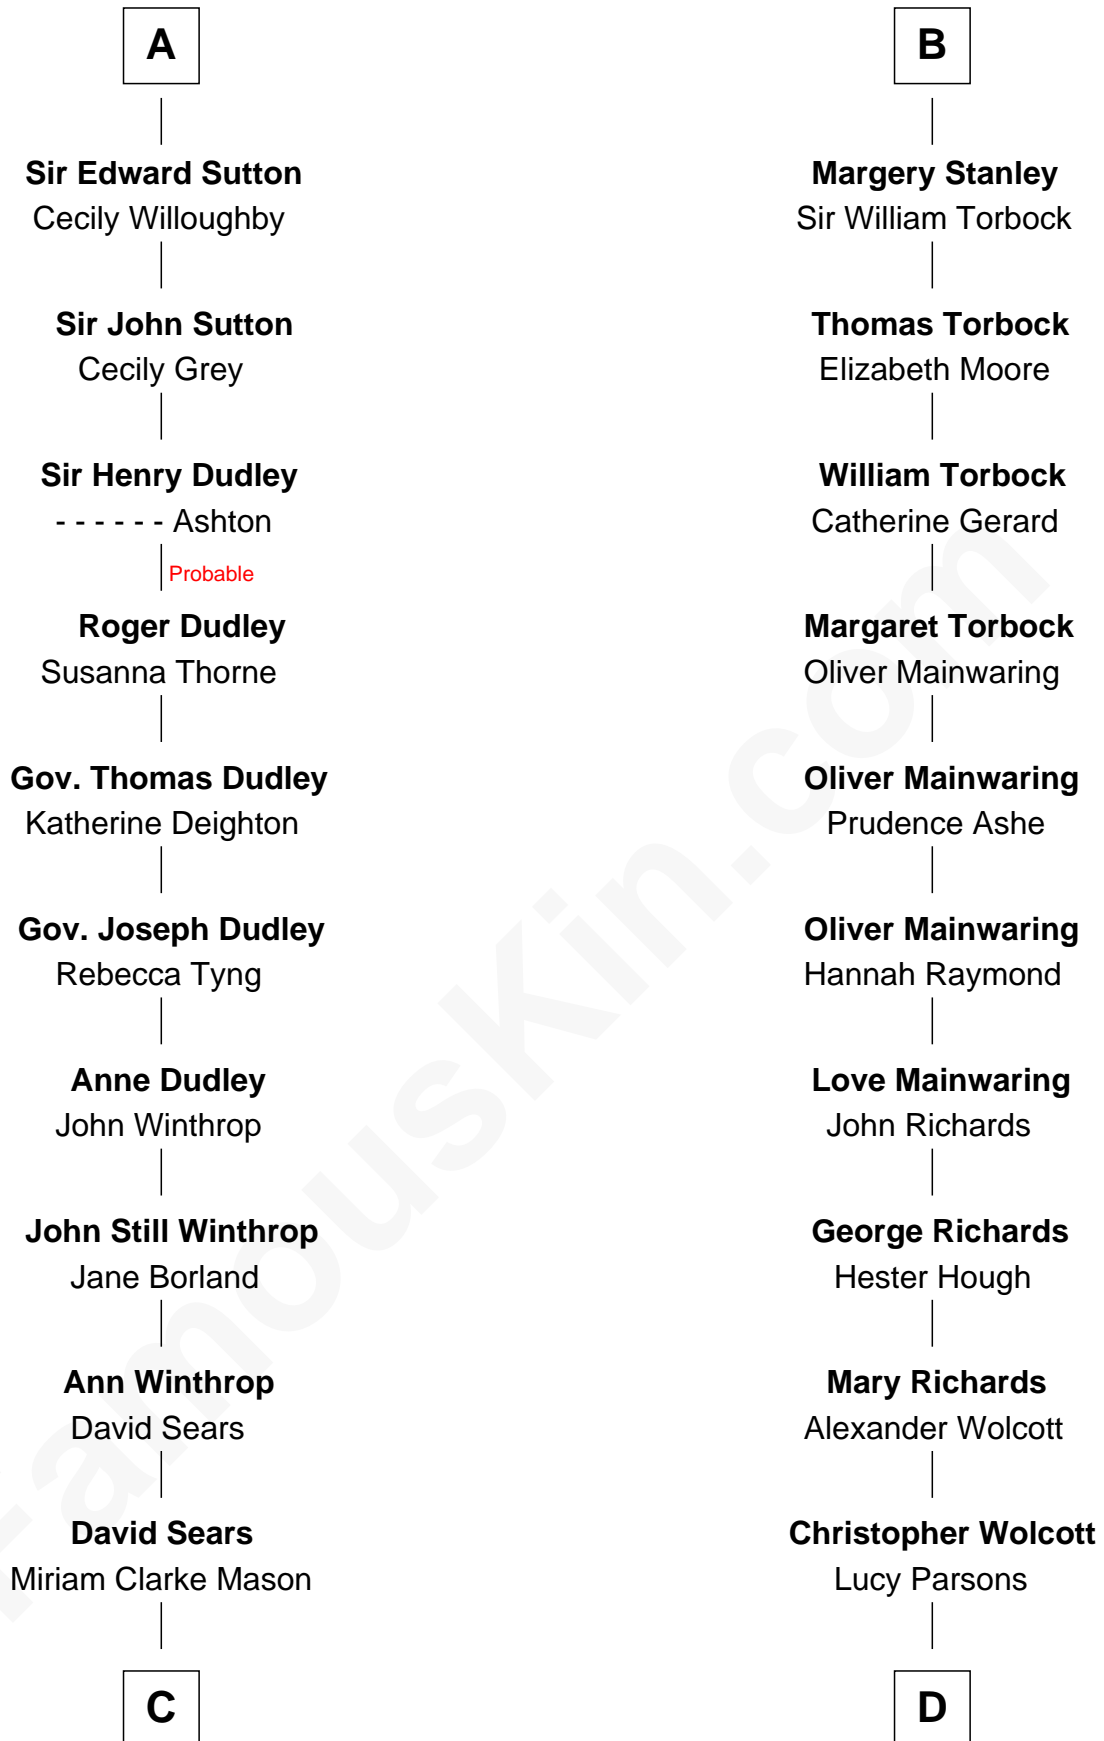 A
Sir Edward Sutton
Cecily Willoughby
Sir John Sutton
Cecily Grey
Sir Henry Dudley
- - - - - - Ashton
Probable
Roger Dudley
Susanna Thorne
Gov. Thomas Dudley
Katherine Deighton
Gov. Joseph Dudley
Rebecca Tyng
Anne Dudley
John Winthrop
John Still Winthrop
Jane Borland
Ann Winthrop
David Sears
David Sears
Miriam Clarke Mason
C
B
Margery Stanley
Sir William Torbock
Thomas Torbock
Elizabeth Moore
William Torbock
Catherine Gerard
Margaret Torbock
Oliver Mainwaring
Oliver Mainwaring
Prudence Ashe
Oliver Mainwaring
Hannah Raymond
Love Mainwaring
John Richards
George Richards
Hester Hough
Mary Richards
Alexander Wolcott
Christopher Wolcott
Lucy Parsons
D
FamousKin.com